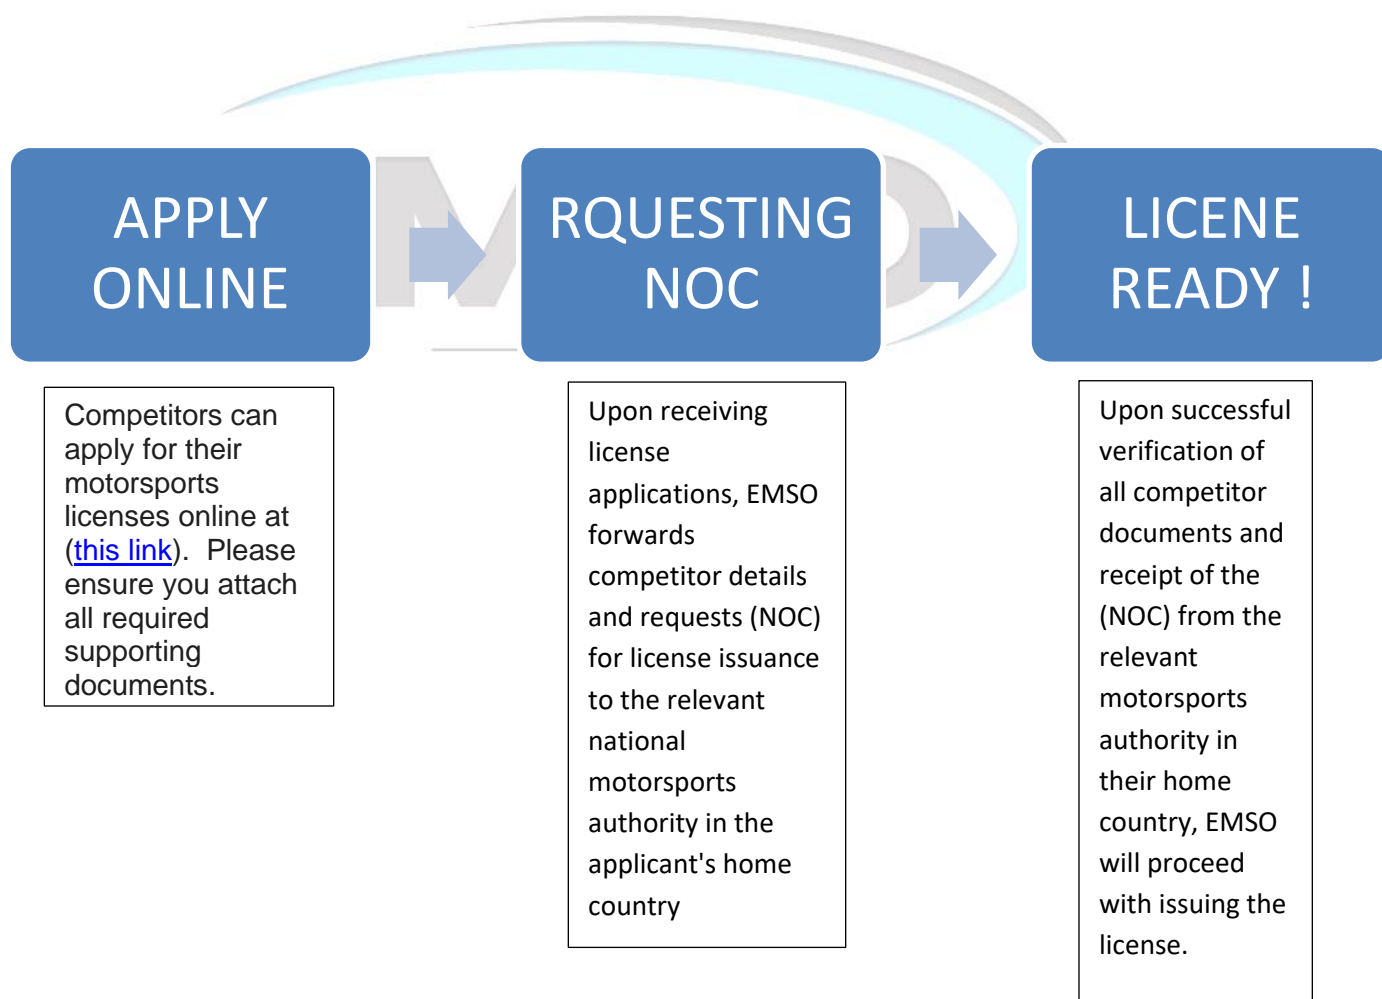 APPLY
ONLINE
RQUESTING
NOC
LICENE
READY !
Competitors can
apply for their
motorsports
licenses online at
(this link).  Please
ensure you attach
all required
supporting
documents.
Upon receiving
license
applications, EMSO
forwards
competitor details
and requests (NOC)
for license issuance
to the relevant
national
motorsports
authority in the
applicant's home
country
Upon successful
verification of
all competitor
documents and
receipt of the
(NOC) from the
relevant
motorsports
authority in
their home
country, EMSO
will proceed
with issuing the
license.